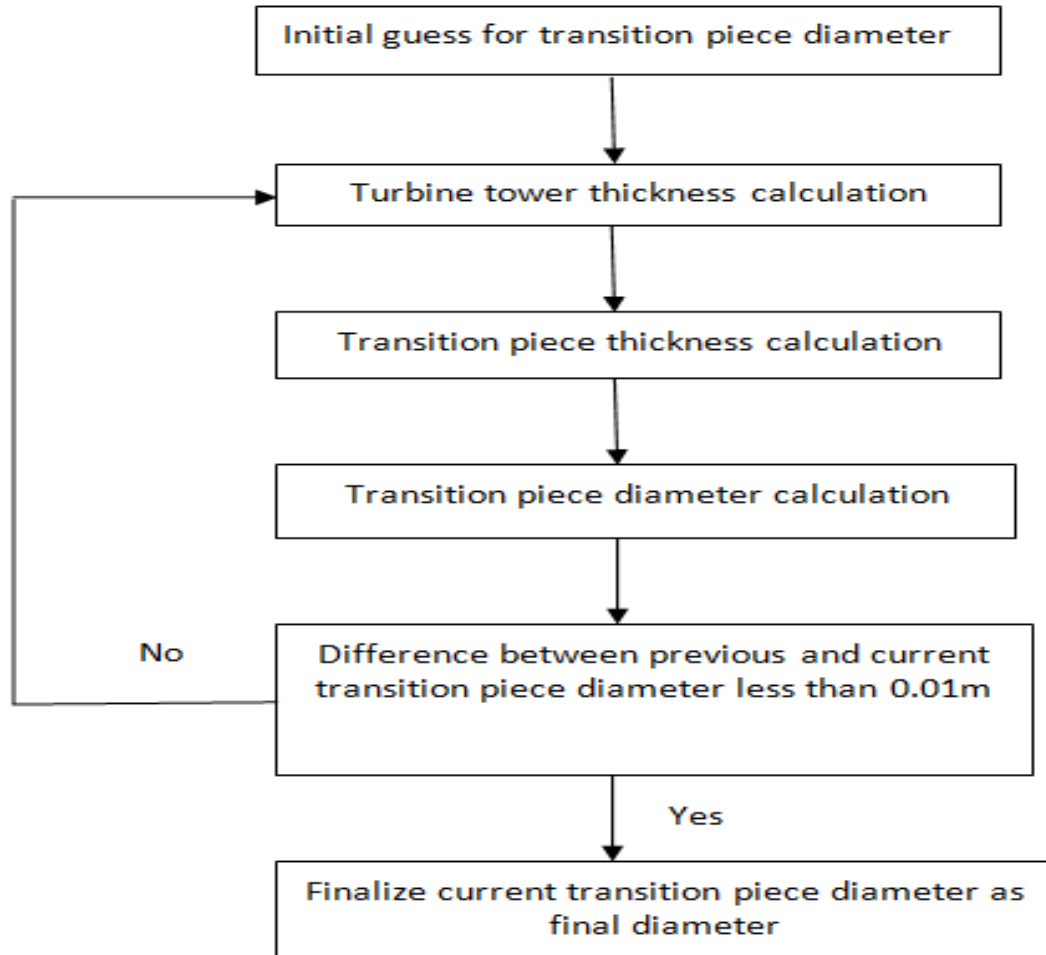 Initial guess for transition piece diameter
Turbine tower thickness calculation
Transition piece thickness calculation
Transition piece diameter calculation
No
Difference between previous and current
transition piece diameter less than 0.01m
Yes
Finalize current transition piece diameter as
final diameter